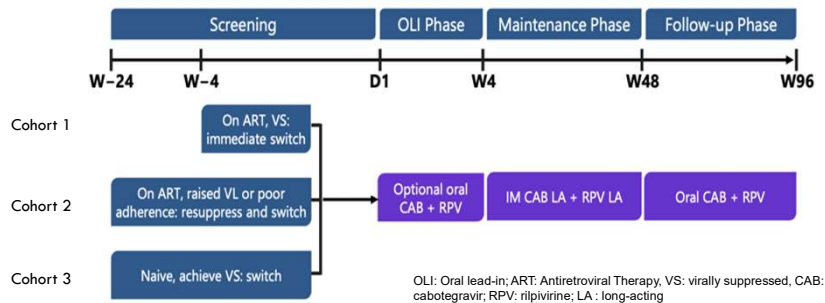 Screening
OLI Phase
Maintenance Phase
Follow-up Phase
W−24
W−4
D1
W4
W48
W96
Cohort 1
On ART, VS:
immediate switch
Cohort 2
On ART, raised VL or poor
adherence: resuppress and switch
Optional oral
CAB + RPV
IM CAB LA + RPV LA
Oral CAB + RPV
Cohort 3
Naive, achieve VS: switch
OLI: Oral lead-in; ART: Antiretroviral Therapy, VS: virally suppressed, CAB:
cabotegravir; RPV: rilpivirine; LA : long-acting